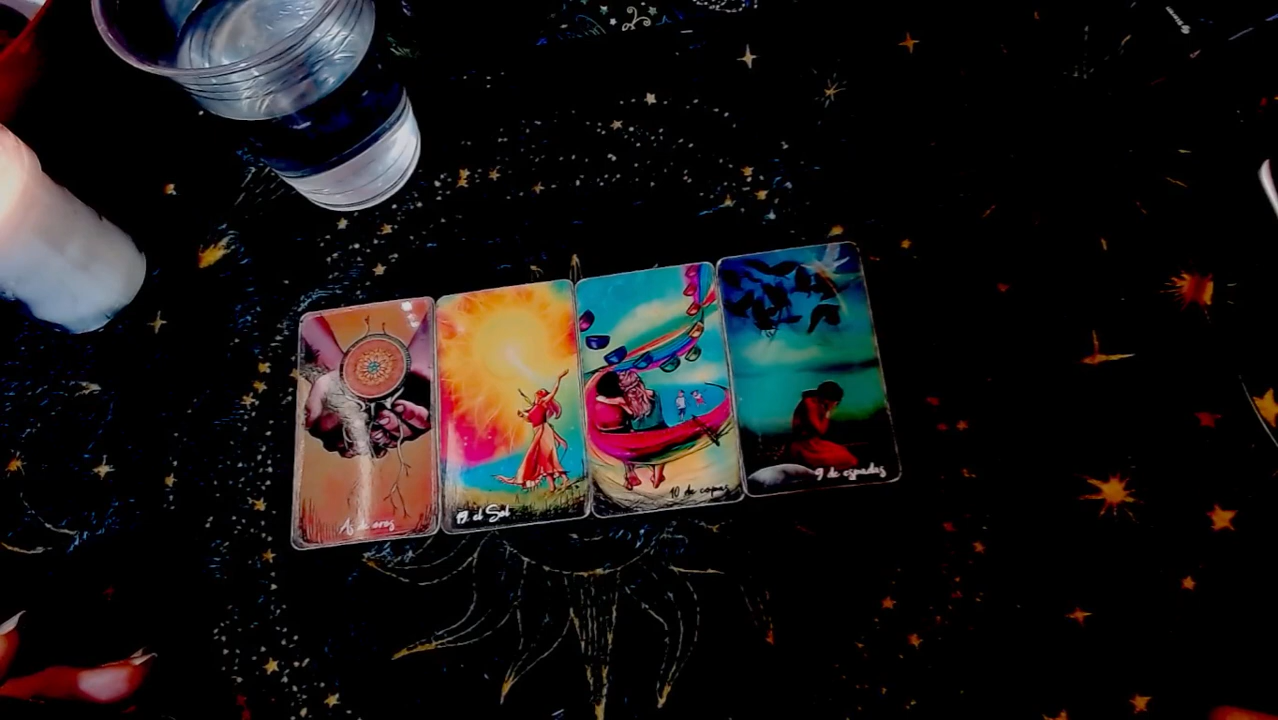 As de oros
19. el Sol
10 de copas
9 de espadas